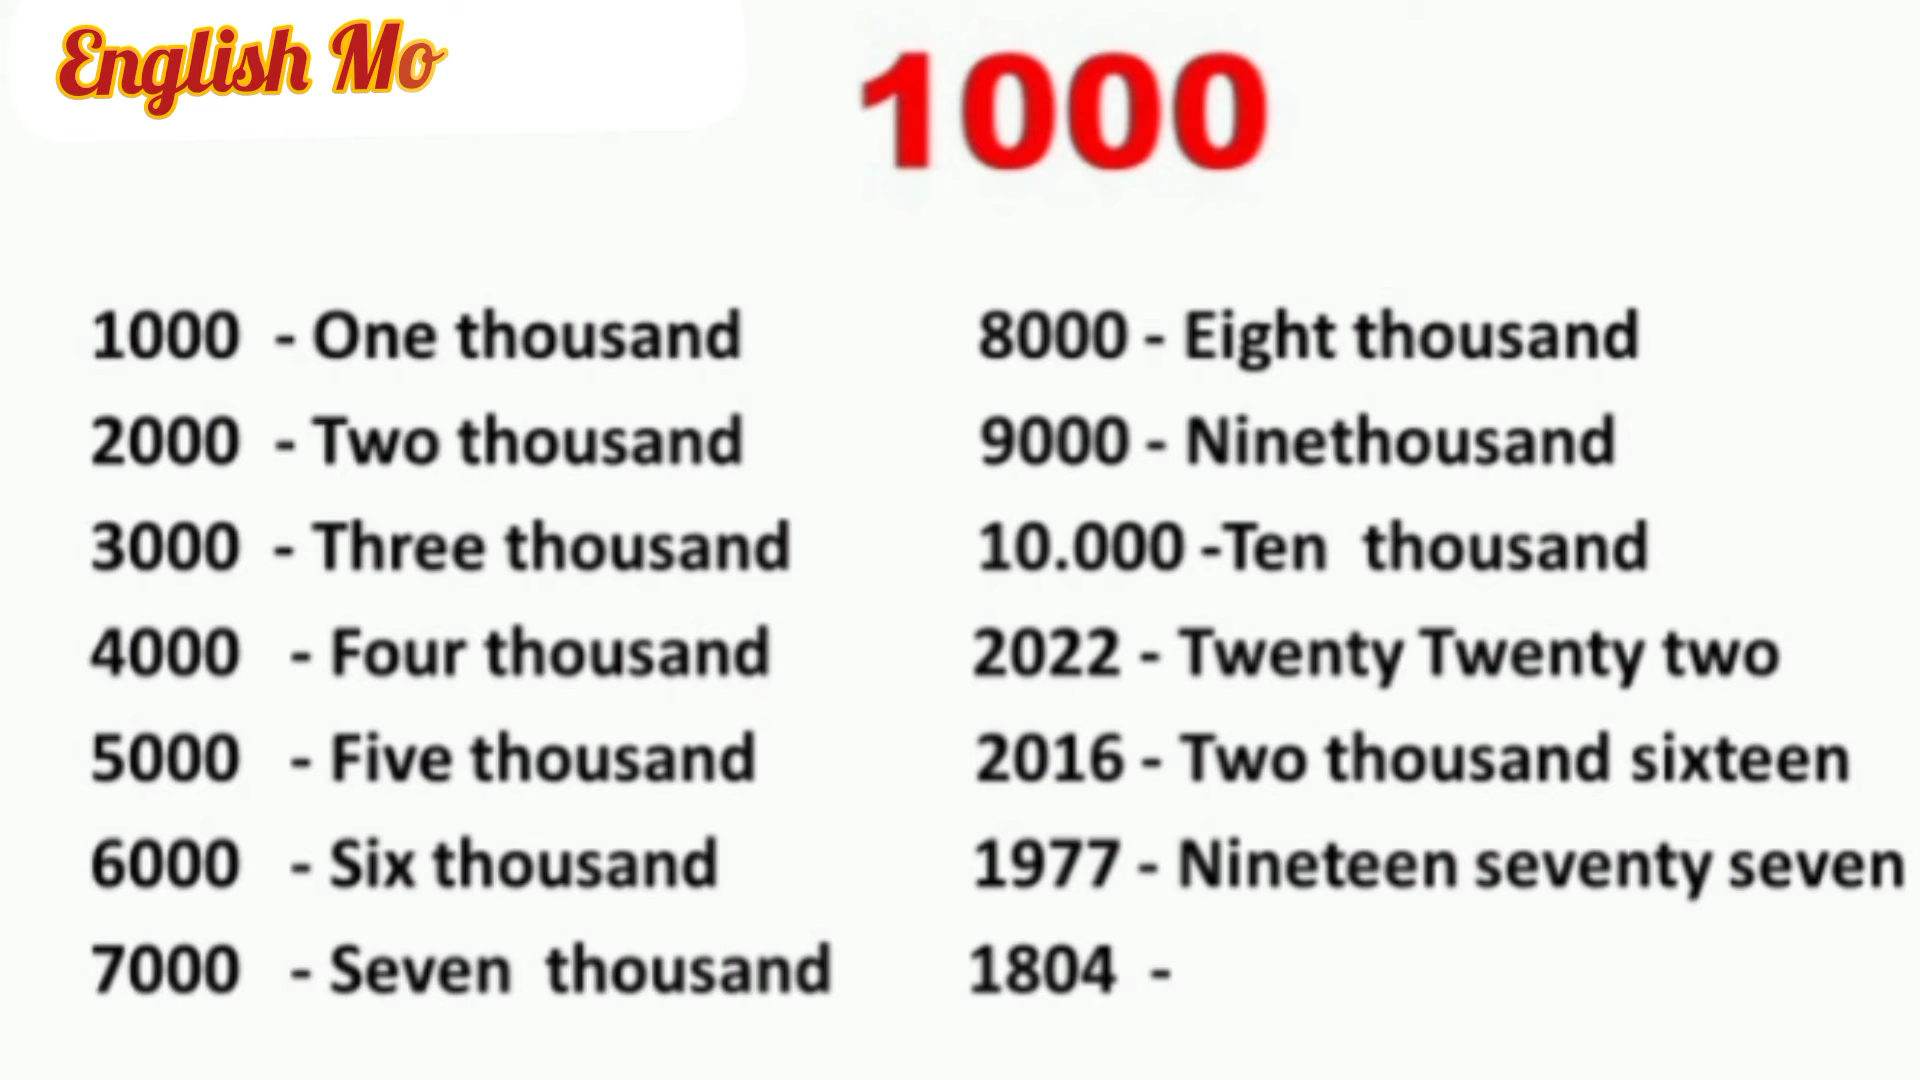 English Mo
1000
1000 - One thousand
2000 - Two thousand
3000 - Three thousand
4000 - Four thousand
5000 - Five thousand
6000 - Six thousand
7000 - Seven thousand
8000 - Eight thousand
9000 - Ninethousand
10.000 -Ten thousand
2022 - Twenty Twenty two
2016 - Two thousand sixteen
1977 - Nineteen seventy seven
1804 -